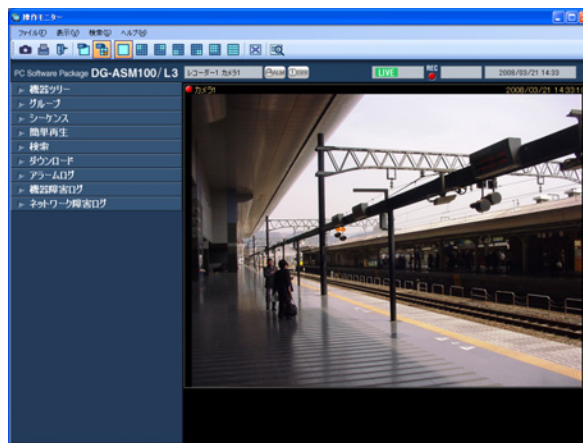 操作モニター
ファイル(F) 表示(V) 検索(S) ヘルプ(H)
PC Software Package DG-ASM100/L3
レコーダー1 カメラ1
LIVE
REC
2008/03/21 14:33
カメラ1
2008/03/21 14:33:10
機器ツリー
グループ
シーケンス
簡単再生
検索
ダウンロード
アラームログ
機器障害ログ
ネットワーク障害ログ